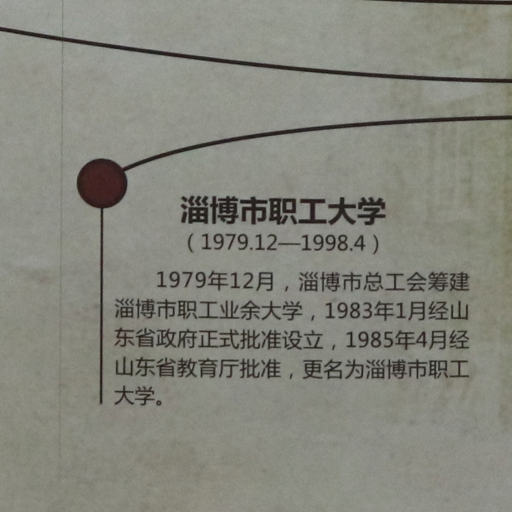 淄博市职工大学
（1979.12—1998.4）
1979年12月，淄博市总工会筹建
淄博市职工业余大学，1983年1月经山
东省政府正式批准设立，1985年4月经
山东省教育厅批准，更名为淄博市职工
大学。